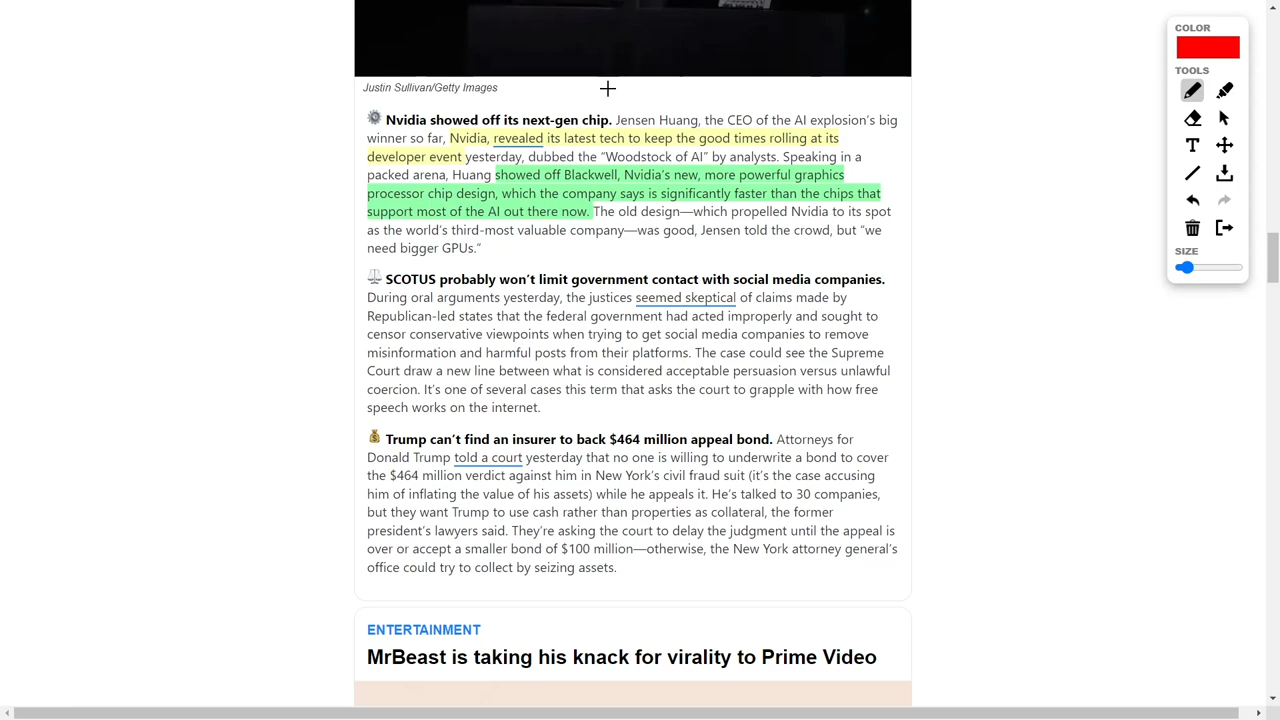 Justin Sullivan/Getty Images
Nvidia showed off its next-gen chip. Jensen Huang, the CEO of the AI explosion’s big
winner so far, Nvidia, revealed its latest tech to keep the good times rolling at its
developer event yesterday, dubbed the “Woodstock of AI” by analysts. Speaking in a
packed arena, Huang showed off Blackwell, Nvidia’s new, more powerful graphics
processor chip design, which the company says is significantly faster than the chips that
support most of the AI out there now. The old design—which propelled Nvidia to its spot
as the world’s third-most valuable company—was good, Jensen told the crowd, but “we
need bigger GPUs.”
SCOTUS probably won’t limit government contact with social media companies.
During oral arguments yesterday, the justices seemed skeptical of claims made by
Republican-led states that the federal government had acted improperly and sought to
censor conservative viewpoints when trying to get social media companies to remove
misinformation and harmful posts from their platforms. The case could see the Supreme
Court draw a new line between what is considered acceptable persuasion versus unlawful
coercion. It’s one of several cases this term that asks the court to grapple with how free
speech works on the internet.
Trump can’t find an insurer to back $464 million appeal bond. Attorneys for
Donald Trump told a court yesterday that no one is willing to underwrite a bond to cover
the $464 million verdict against him in New York’s civil fraud suit (it’s the case accusing
him of inflating the value of his assets) while he appeals it. He’s talked to 30 companies,
but they want Trump to use cash rather than properties as collateral, the former
president’s lawyers said. They’re asking the court to delay the judgment until the appeal is
over or accept a smaller bond of $100 million—otherwise, the New York attorney general’s
office could try to collect by seizing assets.
ENTERTAINMENT
MrBeast is taking his knack for virality to Prime Video
COLOR
TOOLS
T
SIZE